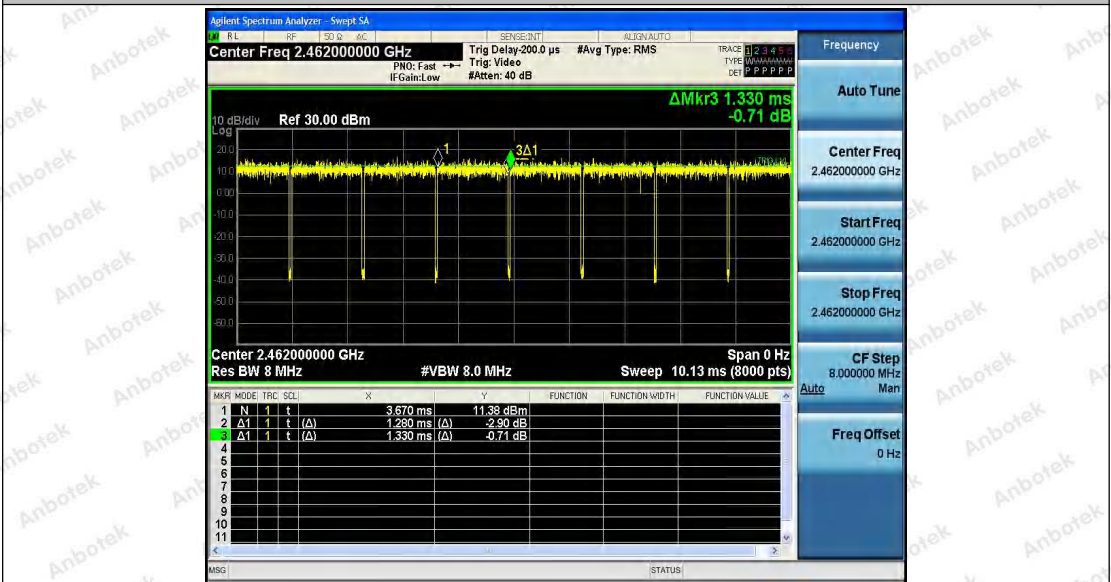 Agilent Spectrum Analyzer - Swept SA
RL RF 50 Ω AC SENSE:INT ALIGNAUTO
Center Freq 2.462000000 GHz
PNO: Fast
IFGain:Low
Trig Delay-200.0 µs
Trig: Video
#Atten: 40 dB
#Avg Type: RMS
TRACE 1 2 3 4 5 6
TYPE WWWWWW
DET P P P P P P
ΔMkr3 1.330 ms
-0.71 dB
10 dB/div Ref 30.00 dBm
Log
20.0
10.0
0.00
-10.0
-20.0
-30.0
-40.0
-50.0
-60.0
1
3Δ1
Center 2.462000000 GHz Span 0 Hz
Res BW 8 MHz #VBW 8.0 MHz Sweep 10.13 ms (8000 pts)
MKR MODE TRC SCL X Y FUNCTION FUNCTION WIDTH FUNCTION VALUE
1 N 1 t 3.670 ms 11.38 dBm
2 Δ1 1 t (Δ) 1.280 ms (Δ) -2.90 dB
3 Δ1 1 t (Δ) 1.330 ms (Δ) -0.71 dB
4
5
6
7
8
9
10
11
MSG STATUS
Frequency
Auto Tune
Center Freq
2.462000000 GHz
Start Freq
2.462000000 GHz
Stop Freq
2.462000000 GHz
CF Step
8.000000 MHz
Auto Man
Freq Offset
0 Hz
Anbotek